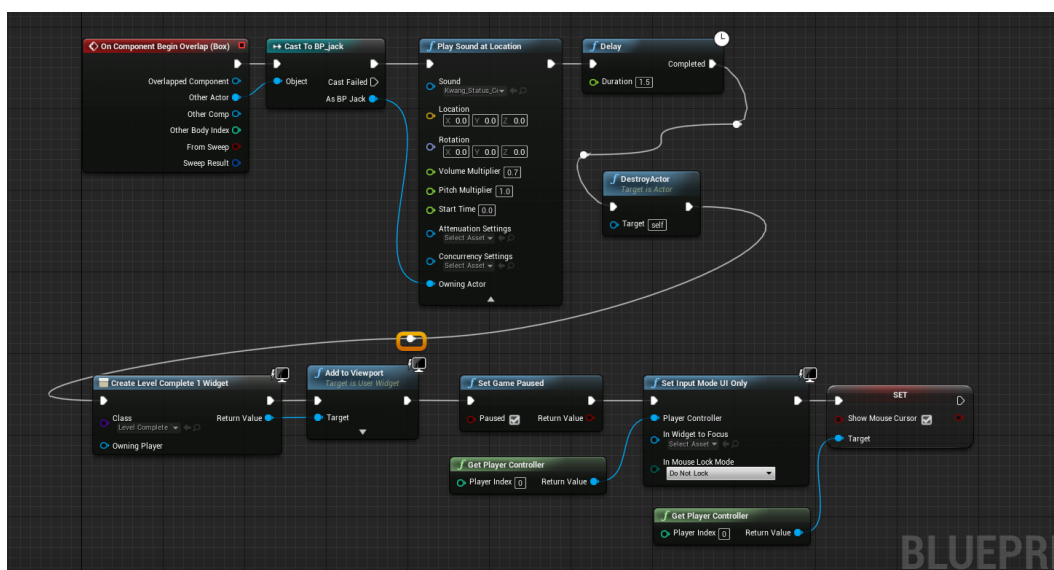 On Component Begin Overlap (Box)
Overlapped Component
Other Actor
Other Comp
Other Body Index
From Sweep
Sweep Result
Cast To BP_jack
Object
Cast Failed
As BP Jack
Play Sound at Location
Sound
Kwang_Status_Ce
Location
X 0.0 Y 0.0 Z 0.0
Rotation
X 0.0 Y 0.0 Z 0.0
Volume Multiplier 0.7
Pitch Multiplier 1.0
Start Time 0.0
Attenuation Settings
Select Asset
Concurrency Settings
Select Asset
Owning Actor
Delay
Completed
Duration 1.5
DestroyActor
Target is Actor
Target self
Create Level Complete 1 Widget
Class
Level Complete
Return Value
Owning Player
Add to Viewport
Target is User Widget
Target
Set Game Paused
Paused
Return Value
Get Player Controller
Player Index 0
Return Value
Set Input Mode UI Only
Player Controller
In Widget to Focus
Select Asset
In Mouse Lock Mode
Do Not Lock
Get Player Controller
Player Index 0
Return Value
SET
Show Mouse Cursor
Target
BLUEPRI